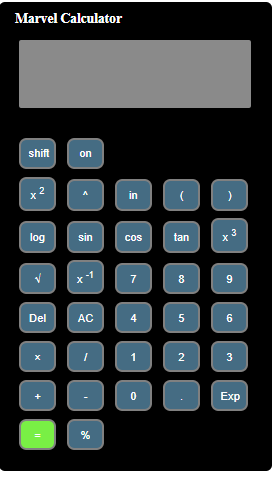 Marvel Calculator
shift on
x 2 ^ in ( )
log sin cos tan x 3
√ x -1 7 8 9
Del AC 4 5 6
× / 1 2 3
+ - 0 . Exp
= %